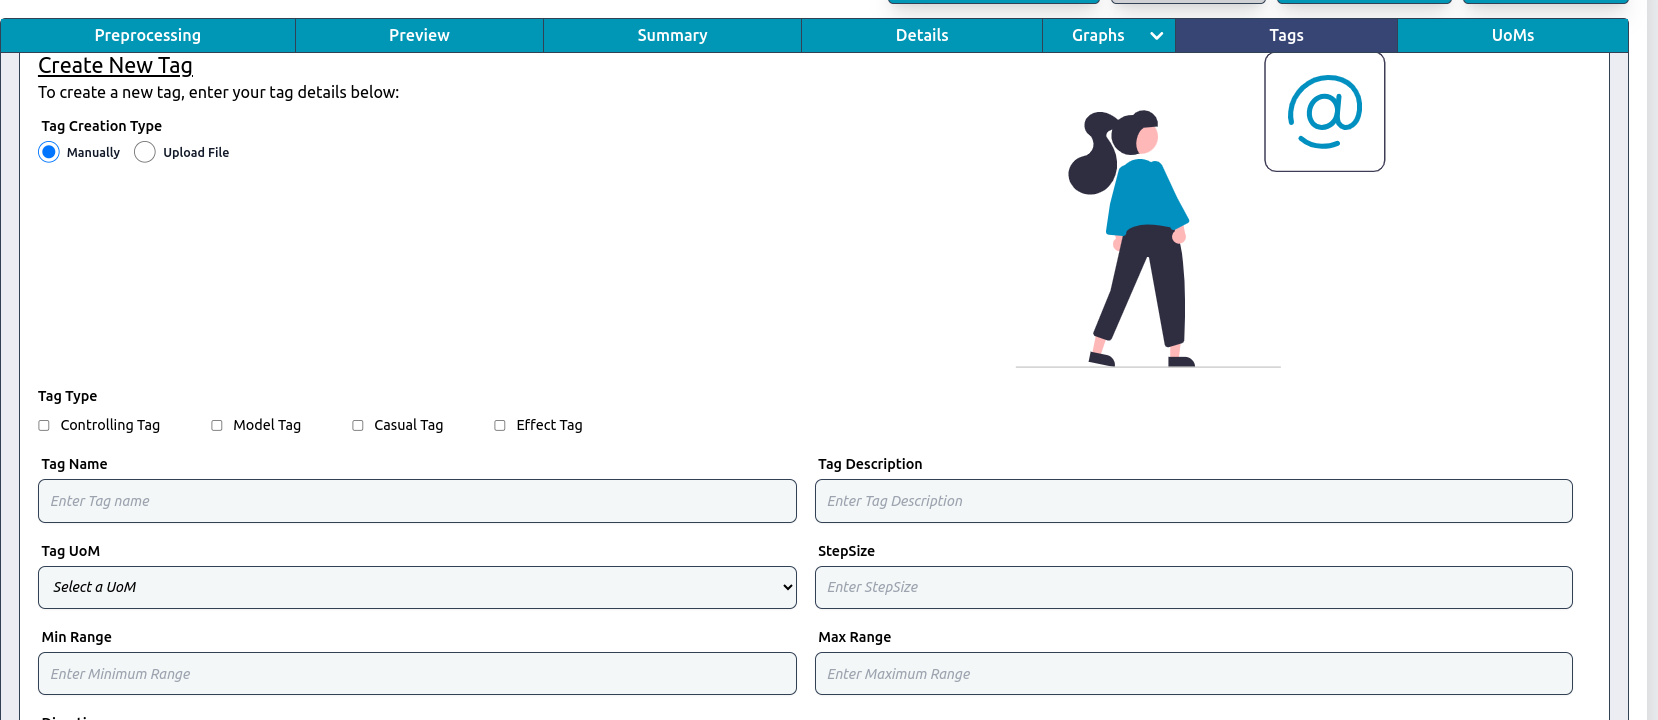 Preprocessing Preview Summary Details Graphs Tags UoMs
Create New Tag
To create a new tag, enter your tag details below:
@
Tag Creation Type
Manually Upload File
Tag Type
Controlling Tag Model Tag Casual Tag Effect Tag
Tag Name Tag Description
Enter Tag name Enter Tag Description
Tag UoM StepSize
Select a UoM Enter StepSize
Min Range Max Range
Enter Minimum Range Enter Maximum Range